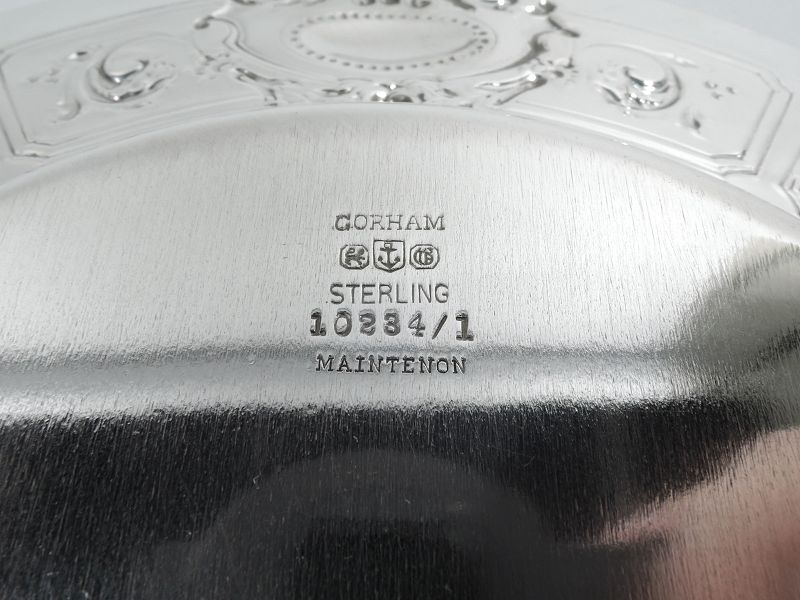 GORHAM
G
STERLING
10234/1
MAINTENON